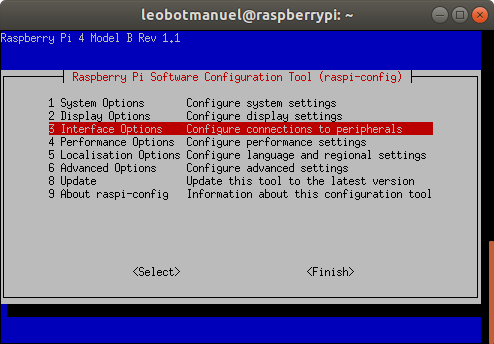 leobotmanuel@raspberrypi: ~
Raspberry Pi 4 Model B Rev 1.1
Raspberry Pi Software Configuration Tool (raspi-config)
1 System Options Configure system settings
2 Display Options Configure display settings
3 Interface Options Configure connections to peripherals
4 Performance Options Configure performance settings
5 Localisation Options Configure language and regional settings
6 Advanced Options Configure advanced settings
8 Update Update this tool to the latest version
9 About raspi-config Information about this configuration tool
<Select> <Finish>